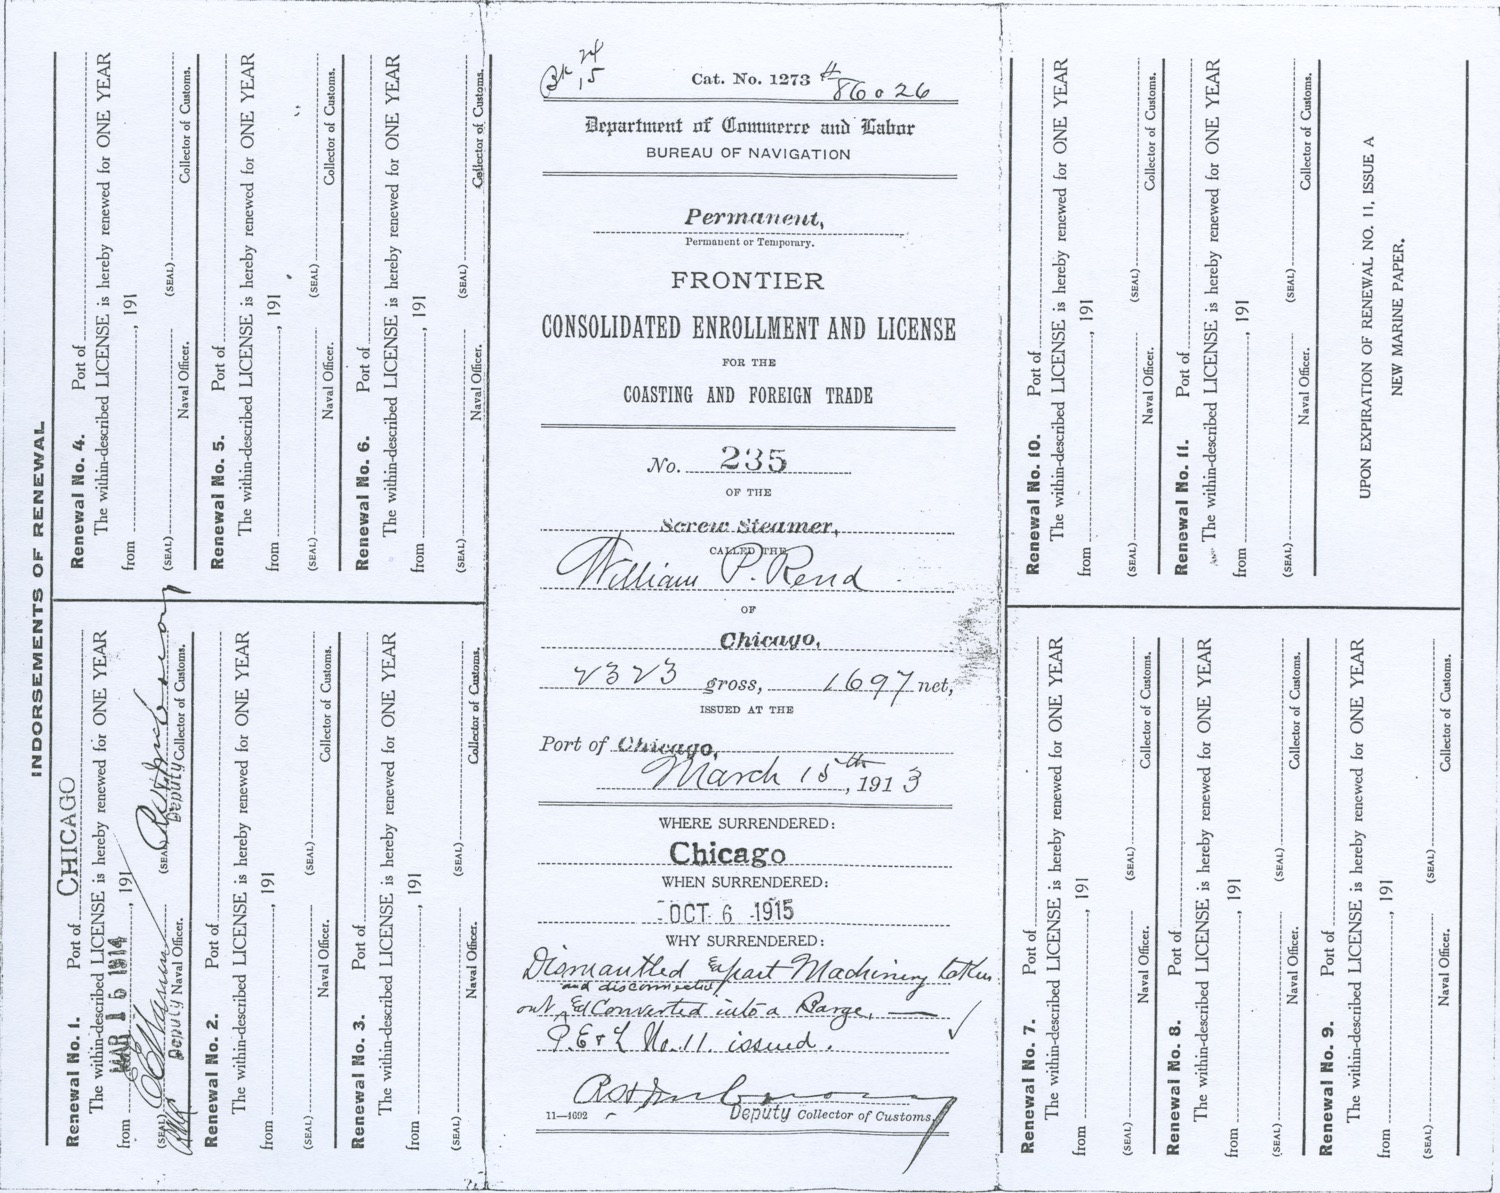 INDORSEMENTS OF RENEWAL
Renewal No. 1. Port of CHICAGO
The within-described LICENSE is hereby renewed for ONE YEAR
from MAR 16 1914, 191
(SEAL) (SEAL)
Deputy Naval Officer. Deputy Collector of Customs.
Renewal No. 2. Port of
The within-described LICENSE is hereby renewed for ONE YEAR
from , 191
(SEAL) (SEAL)
Naval Officer. Collector of Customs.
Renewal No. 3. Port of
The within-described LICENSE is hereby renewed for ONE YEAR
from , 191
(SEAL) (SEAL)
Naval Officer. Collector of Customs.
Renewal No. 4. Port of
The within-described LICENSE is hereby renewed for ONE YEAR
from , 191
(SEAL) (SEAL)
Naval Officer. Collector of Customs.
Renewal No. 5. Port of
The within-described LICENSE is hereby renewed for ONE YEAR
from , 191
(SEAL) (SEAL)
Naval Officer. Collector of Customs.
Renewal No. 6. Port of
The within-described LICENSE is hereby renewed for ONE YEAR
from , 191
(SEAL) (SEAL)
Naval Officer. Collector of Customs.
Bk 24
15
Cat. No. 1273 # 86026
Department of Commerce and Labor
BUREAU OF NAVIGATION
Permanent,
Permanent or Temporary.
FRONTIER
CONSOLIDATED ENROLLMENT AND LICENSE
FOR THE
COASTING AND FOREIGN TRADE
No. 235
OF THE
Screw Steamer,
CALLED THE
William P. Rend
OF
Chicago,
2323 gross, 1697 net,
ISSUED AT THE
Port of Chicago,
March 15th, 1913
WHERE SURRENDERED:
Chicago
WHEN SURRENDERED:
OCT 6 1915
WHY SURRENDERED:
Dismantled & part Machinery taken
and disconnected
out, & Converted into a Barge,
P. E & L No. 11. issued.
Deputy Collector of Customs.
11—4692
Renewal No. 7. Port of
The within-described LICENSE is hereby renewed for ONE YEAR
from , 191
(SEAL) (SEAL)
Naval Officer. Collector of Customs.
Renewal No. 8. Port of
The within-described LICENSE is hereby renewed for ONE YEAR
from , 191
(SEAL) (SEAL)
Naval Officer. Collector of Customs.
Renewal No. 9. Port of
The within-described LICENSE is hereby renewed for ONE YEAR
from , 191
(SEAL) (SEAL)
Naval Officer. Collector of Customs.
Renewal No. 10. Port of
The within-described LICENSE is hereby renewed for ONE YEAR
from , 191
(SEAL) (SEAL)
Naval Officer. Collector of Customs.
Renewal No. 11. Port of
The within-described LICENSE is hereby renewed for ONE YEAR
from , 191
(SEAL) (SEAL)
Naval Officer. Collector of Customs.
UPON EXPIRATION OF RENEWAL NO. 11, ISSUE A
NEW MARINE PAPER.